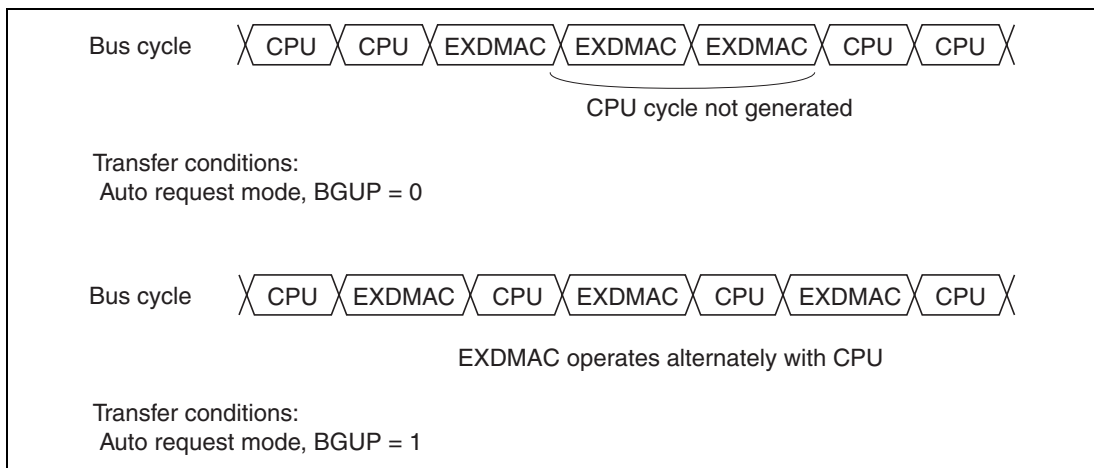 Bus cycle CPU CPU EXDMAC EXDMAC EXDMAC CPU CPU
CPU cycle not generated
Transfer conditions:
Auto request mode, BGUP = 0
Bus cycle CPU EXDMAC CPU EXDMAC CPU EXDMAC CPU
EXDMAC operates alternately with CPU
Transfer conditions:
Auto request mode, BGUP = 1